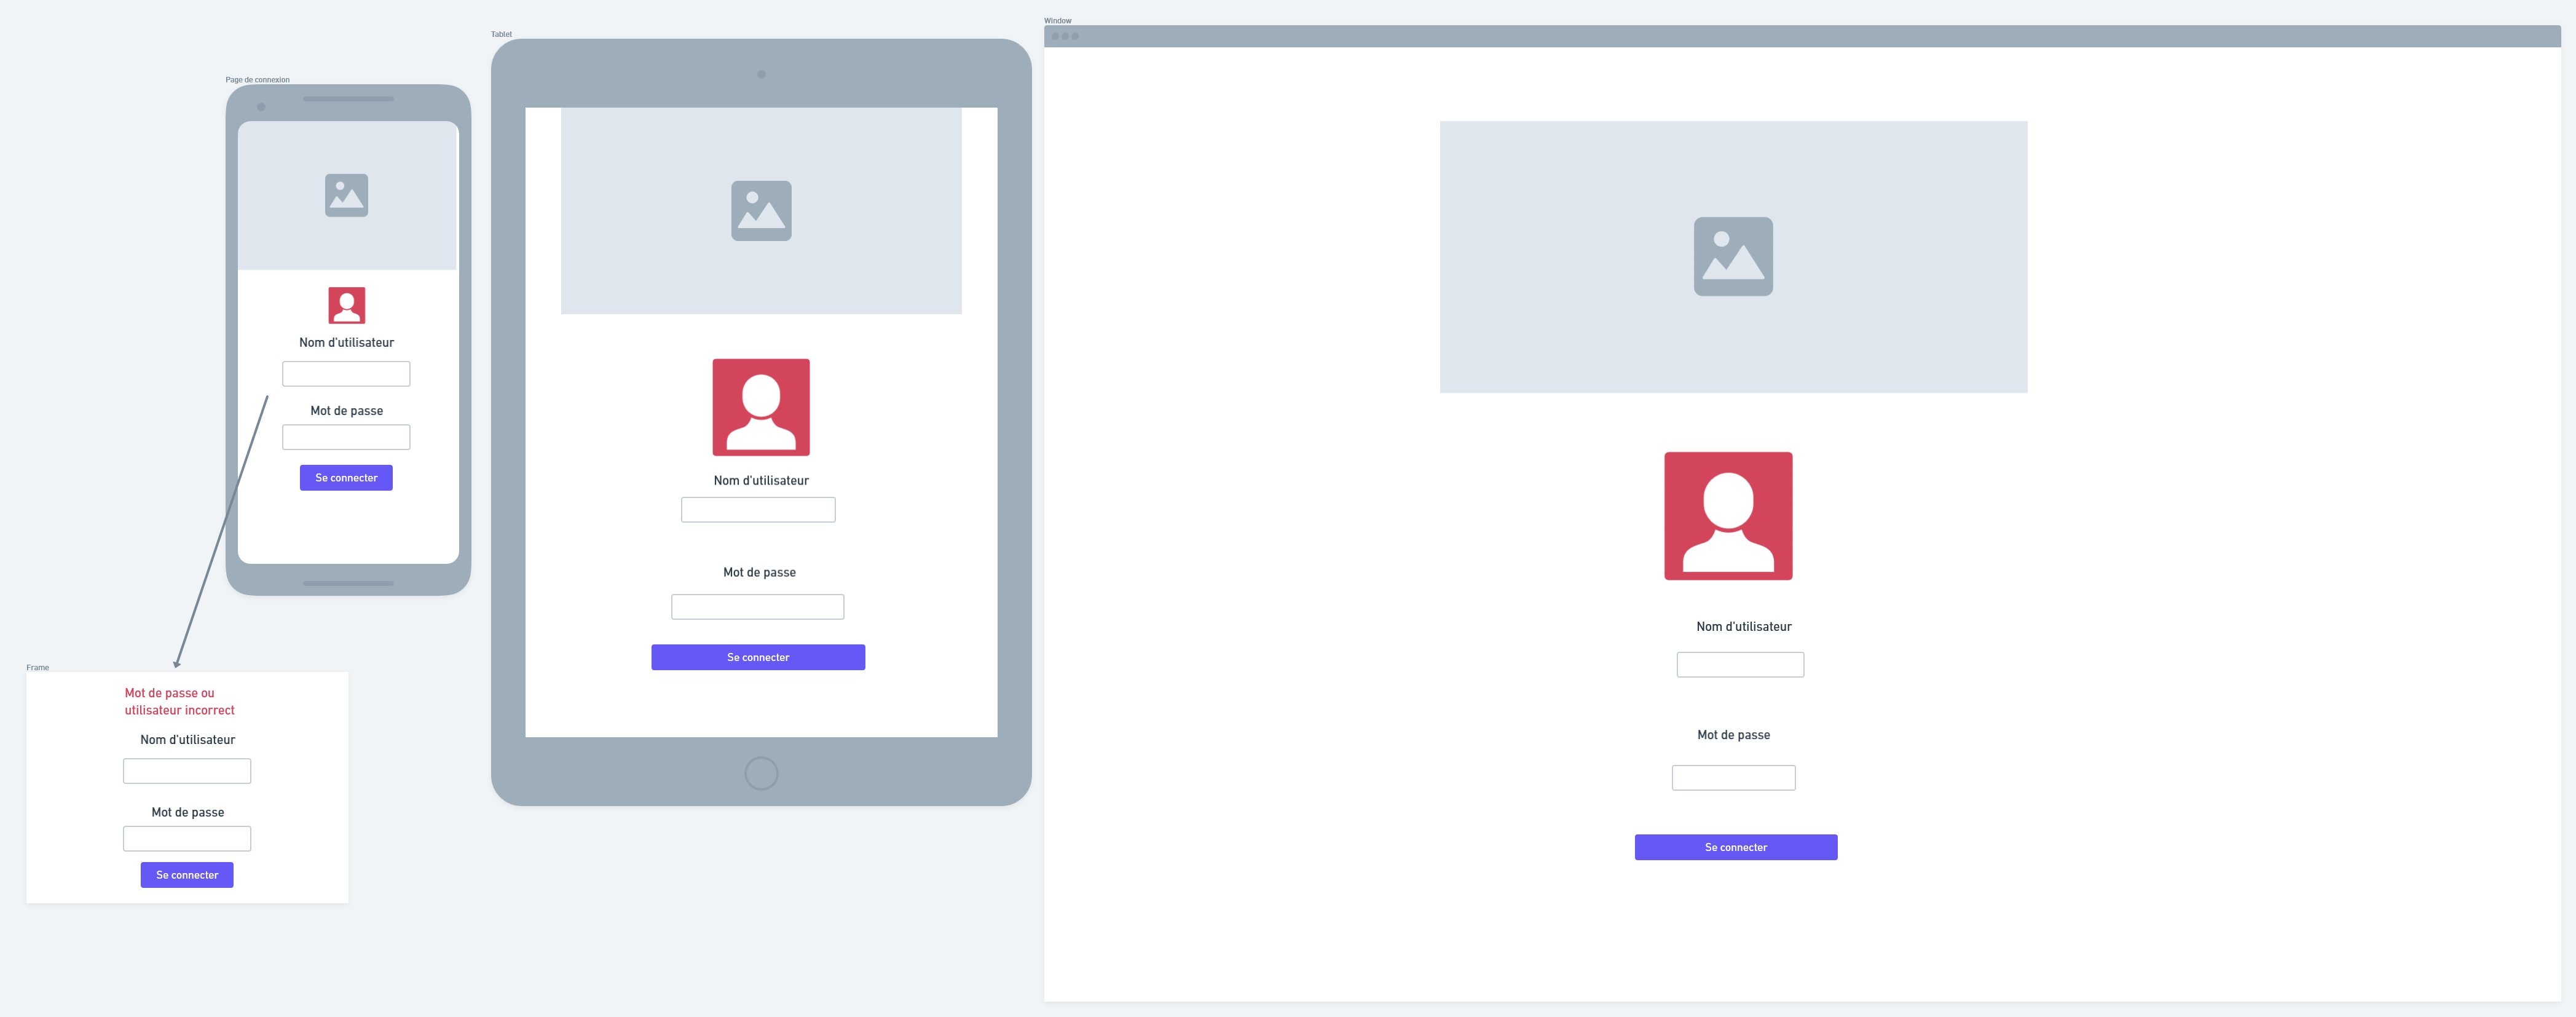 Page de connexion
Nom d'utilisateur
Mot de passe
Se connecter
Frame
Mot de passe ou
utilisateur incorrect
Nom d'utilisateur
Mot de passe
Se connecter
Tablet
Nom d'utilisateur
Mot de passe
Se connecter
Window
Nom d'utilisateur
Mot de passe
Se connecter